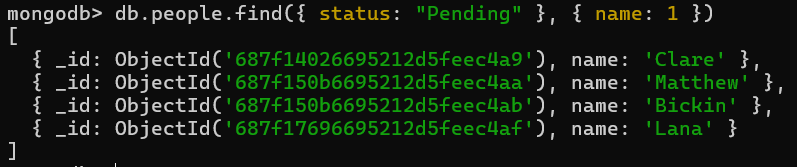 mongodb> db.people.find({ status: "Pending" }, { name: 1 })
[
  { _id: ObjectId('687f14026695212d5feec4a9'), name: 'Clare' },
  { _id: ObjectId('687f150b6695212d5feec4aa'), name: 'Matthew' },
  { _id: ObjectId('687f150b6695212d5feec4ab'), name: 'Bickin' },
  { _id: ObjectId('687f17696695212d5feec4af'), name: 'Lana' }
]